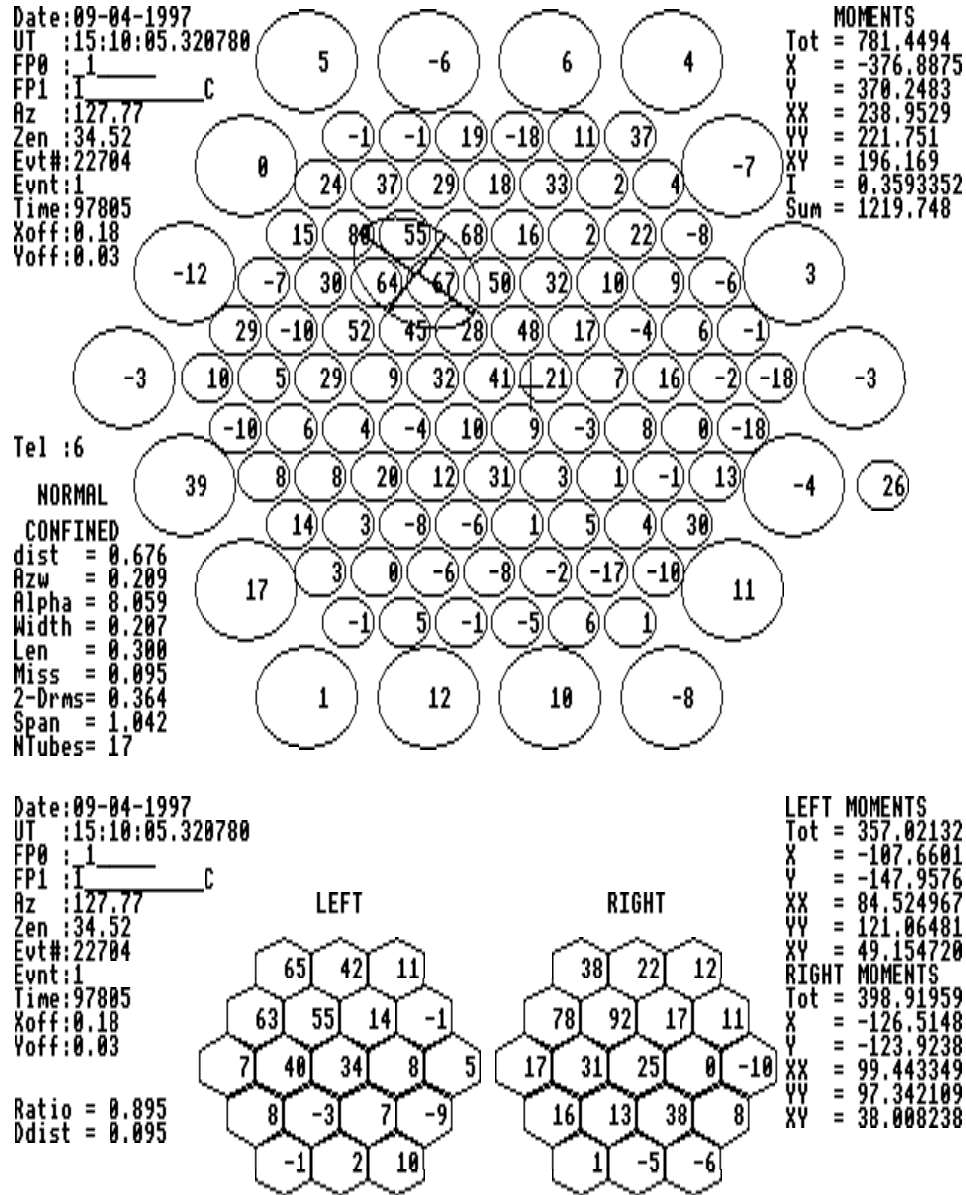 Date:09-04-1997
UT :15:10:05.320780
FP0 :_1_____
FP1 :I____________C
Az :127.77
Zen :34.52
Evt#:22704
Evnt:1
Time:97805
Xoff:0.18
Yoff:0.03
MOMENTS
Tot = 781.4494
X = -376.8875
Y = 370.2483
XX = 238.9529
YY = 221.751
XY = 196.169
I = 0.3593352
Sum = 1219.748
5 -6 6 4
-1 -1 19 -18 11 37
0 -7
24 37 29 18 33 2 4
15 80 55 68 16 2 22 -8
-12 3
-7 30 64 67 50 32 10 9 -6
29 -10 52 45 28 48 17 -4 6 -1
-3 10 5 29 9 32 41 21 7 16 -2 -18 -3
-10 6 4 -4 10 9 -3 8 0 -18
Tel :6
39 8 8 20 12 31 3 1 -1 13 -4 26
14 3 -8 -6 1 5 4 30
3 0 -6 -8 -2 -17 -10
17 11
-1 5 -1 -5 6 1
1 12 10 -8
NORMAL
CONFINED
dist = 0.676
Azw = 0.209
Alpha = 8.059
Width = 0.207
Len = 0.300
Miss = 0.095
2-Drms= 0.364
Span = 1.042
NTubes= 17
Date:09-04-1997
UT :15:10:05.320780
FP0 :_1_____
FP1 :I____________C
Az :127.77
Zen :34.52
Evt#:22704
Evnt:1
Time:97805
Xoff:0.18
Yoff:0.03
Ratio = 0.895
Ddist = 0.095
LEFT
65 42 11
63 55 14 -1
7 40 34 8 5
8 -3 7 -9
-1 2 10
RIGHT
38 22 12
78 92 17 11
17 31 25 0 -10
16 13 38 8
1 -5 -6
LEFT MOMENTS
Tot = 357.02132
X = -107.6601
Y = -147.9576
XX = 84.524967
YY = 121.06481
XY = 49.154720
RIGHT MOMENTS
Tot = 398.91959
X = -126.5148
Y = -123.9238
XX = 99.443349
YY = 97.342109
XY = 38.008238